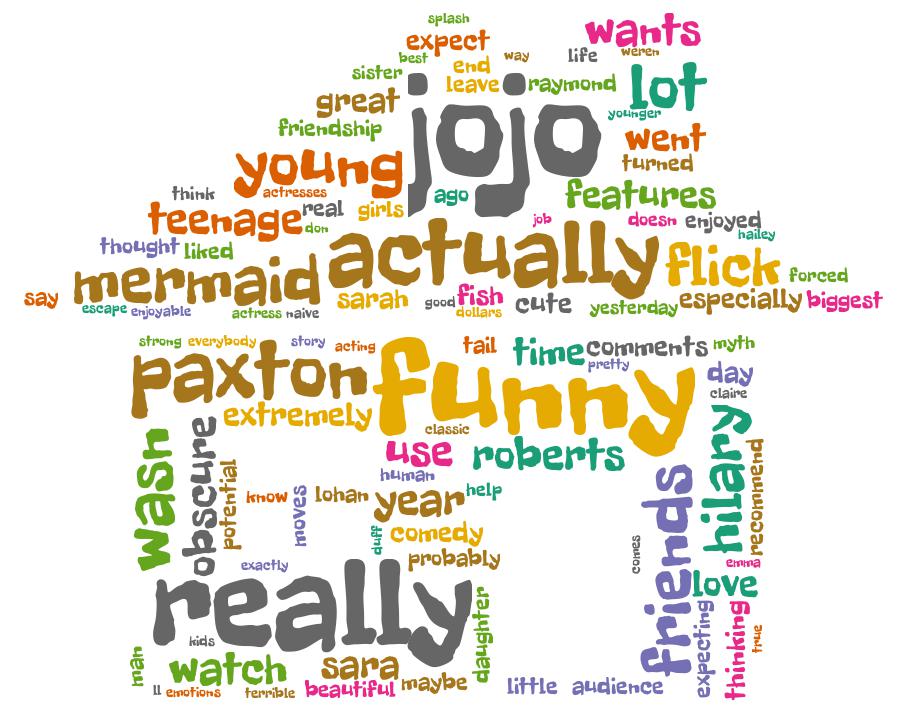 splash
wants
expect
weren
best
way
life
end
sister
leave
raymond
lot
great
jojo
younger
friendship
went
young
turned
actresses
think
ago
features
real
girls
teenage
job
doesn
enjoyed
don
hailey
thought
liked
actually
flick
mermaid
forced
say
sarah
good
fish
cute
especially
biggest
escape
enjoyable
actress
naive
dollars
yesterday
strong
everybody
story
acting
tail
time
comments
myth
paxton
funny
pretty
day
claire
extremely
classic
wash
obscure
use
roberts
hilary
potential
human
friends
recommend
know
moves
lohan
year
help
duff
comedy
comes
probably
exactly
emma
really
love
kids
daughter
expecting
thinking
true
man
watch
sara
ll
emotions
terrible
beautiful
maybe
little
audience